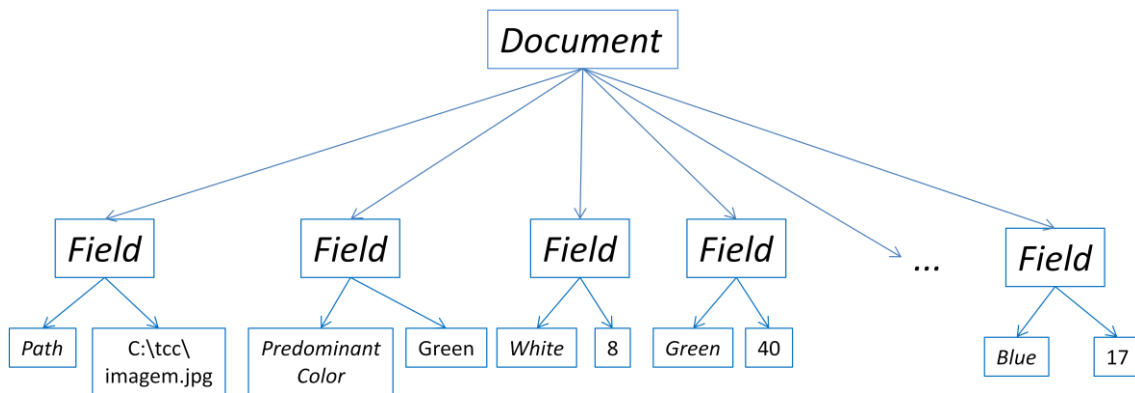 Document
Field
Field
Field
Field
...
Field
Path
C:\tcc\
imagem.jpg
Predominant
Color
Green
White
8
Green
40
Blue
17